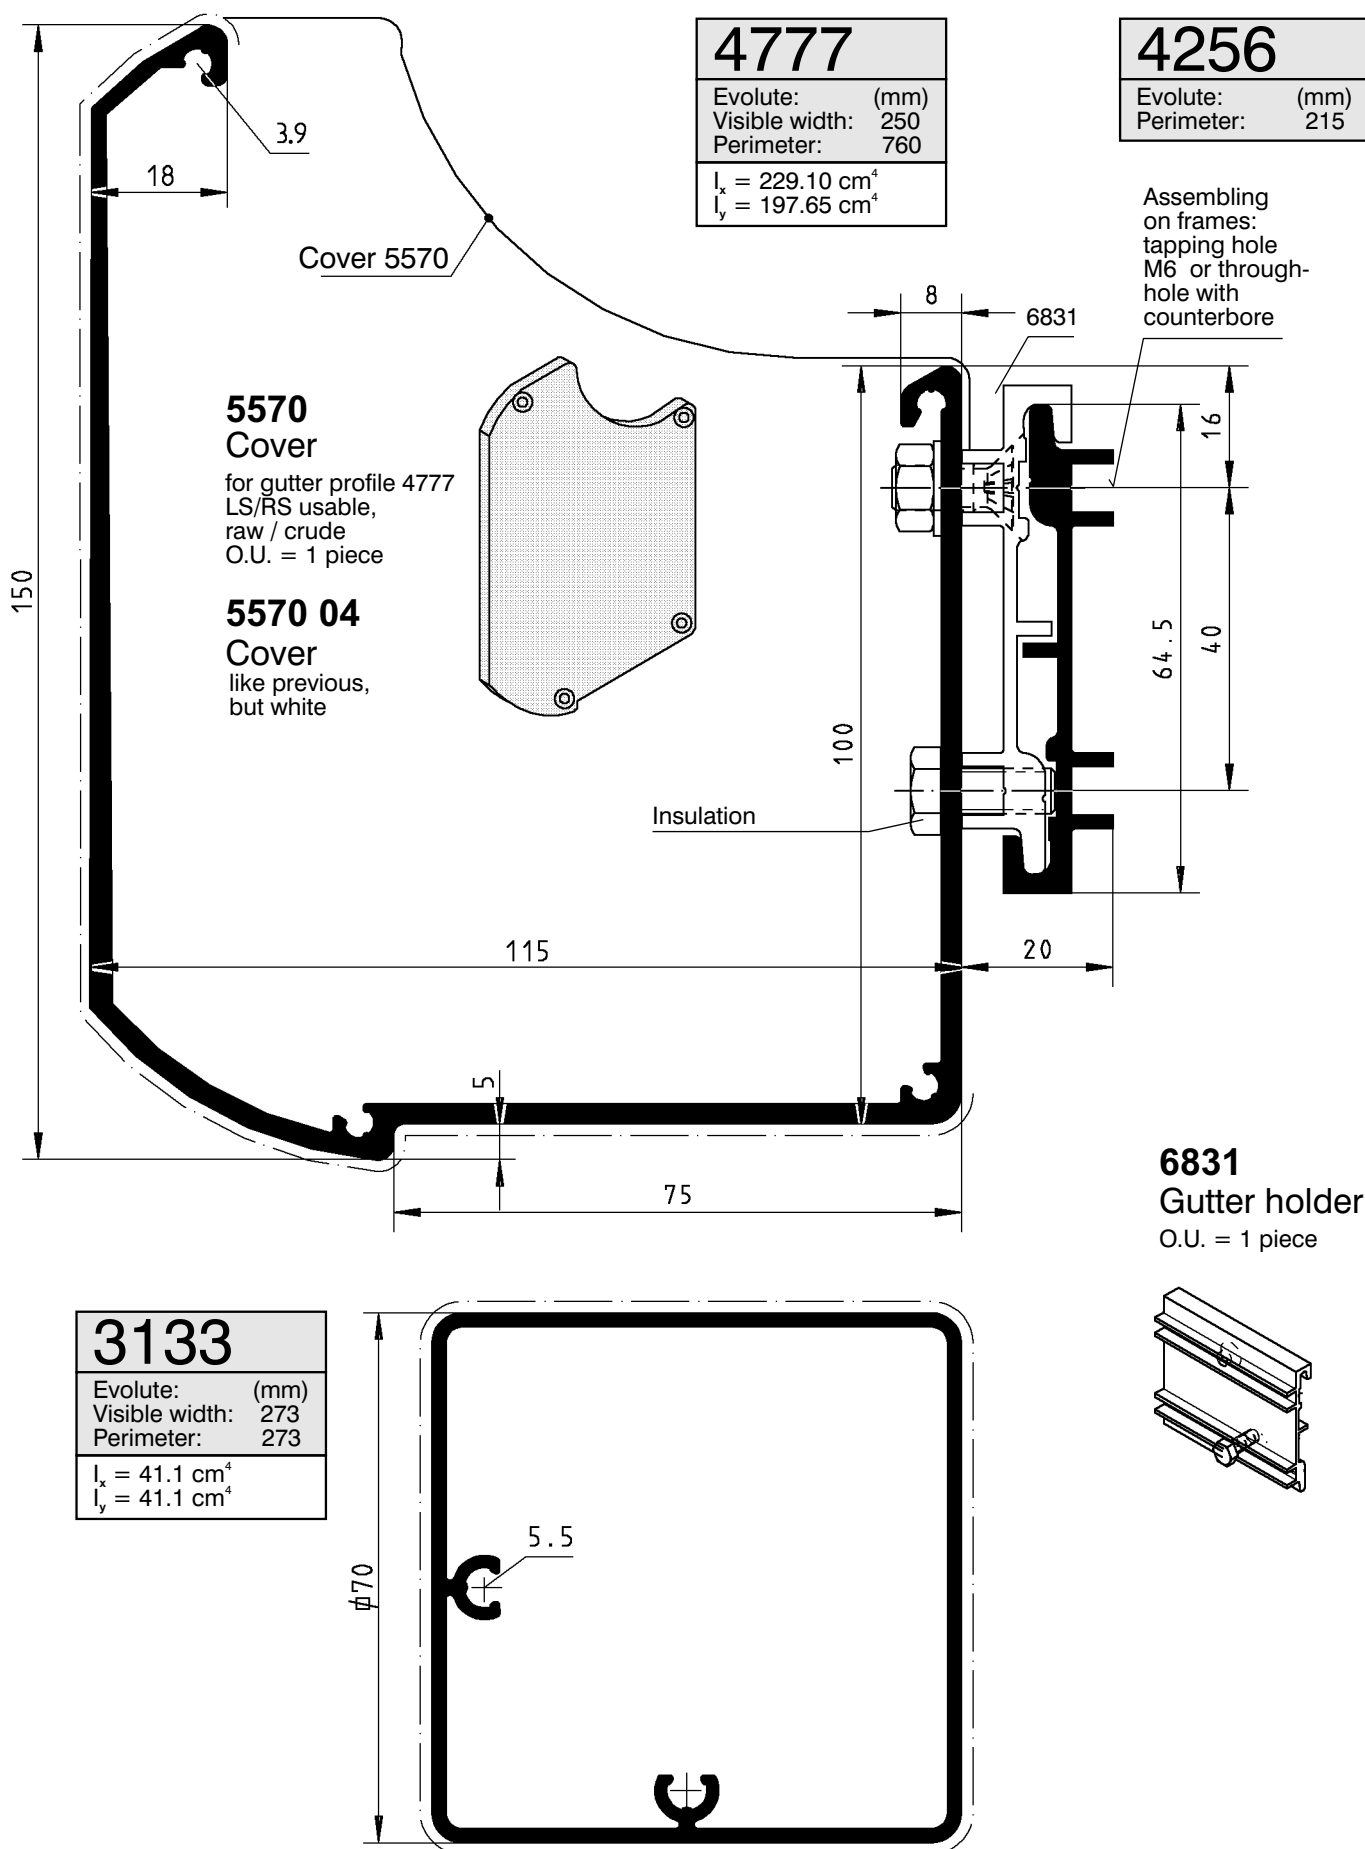 4777
Evolute: (mm)
Visible width: 250
Perimeter: 760
Ix = 229.10 cm⁴
Iy = 197.65 cm⁴
4256
Evolute: (mm)
Perimeter: 215
Assembling
on frames:
tapping hole
M6 or through-
hole with
counterbore
3.9
18
Cover 5570
8
6831
16
5570
Cover
for gutter profile 4777
LS/RS usable,
raw / crude
O.U. = 1 piece
5570 04
Cover
like previous,
but white
150
100
64.5
40
Insulation
115
20
5
75
6831
Gutter holder
O.U. = 1 piece
3133
Evolute: (mm)
Visible width: 273
Perimeter: 273
Ix = 41.1 cm⁴
Iy = 41.1 cm⁴
5.5
70